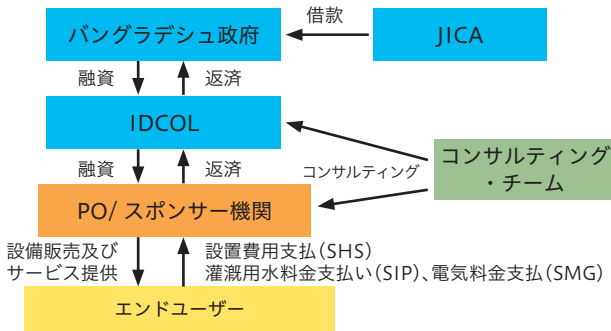 借款
バングラデシュ政府
JICA
融資
返済
IDCOL
コンサルティング
・チーム
融資
返済
コンサルティング
PO/ スポンサー機関
設備販売及び
サービス提供
設置費用支払(SHS)
灌漑用水料金支払い(SIP)、電気料金支払(SMG)
エンドユーザー